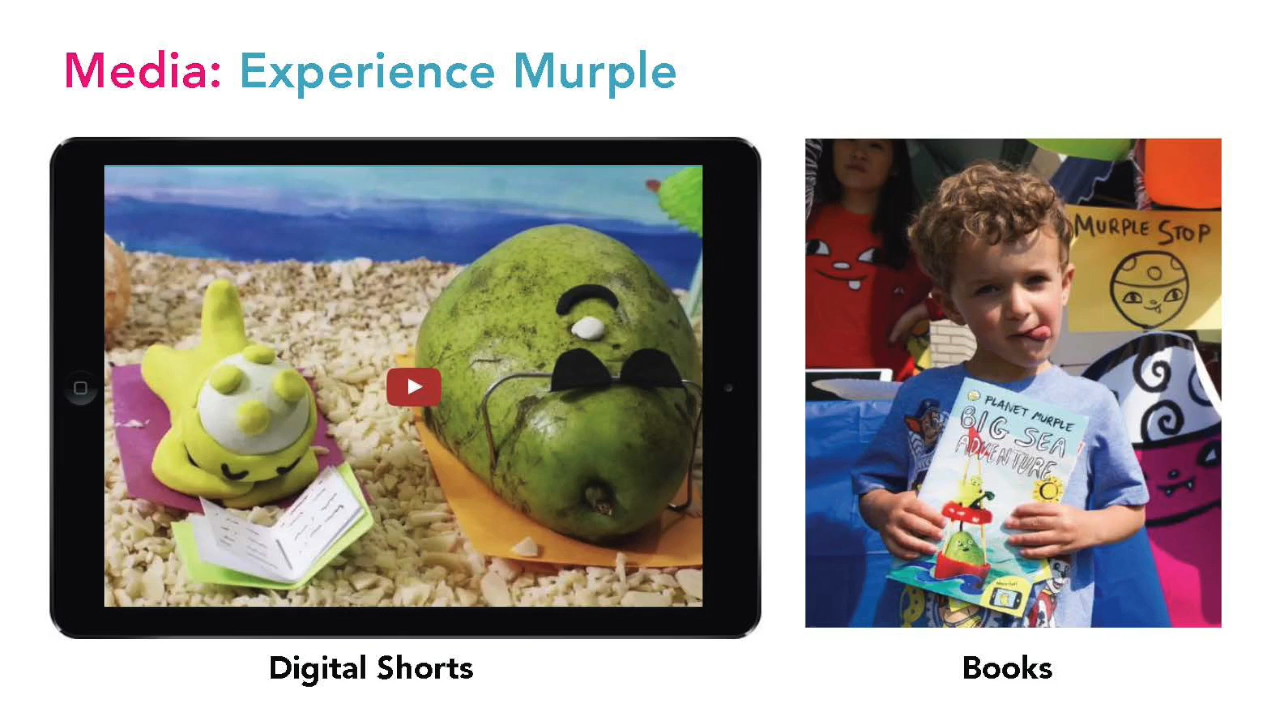 Media: Experience Murple
MURPLE STOP
PLANET MURPLE
BIG SEA
ADVENTURE
Digital Shorts
Books